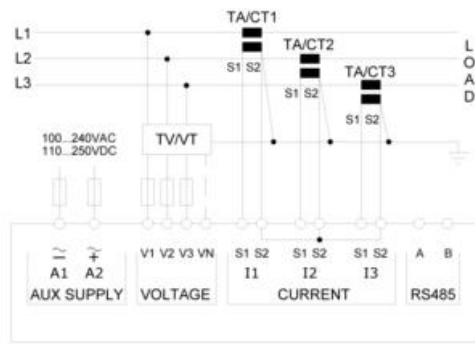 TA/CT1
L1
L2
TA/CT2
L3
S1 S2
TA/CT3
LOAD
S1 S2
S1 S2
100...240VAC
110...250VDC
TV/VT
V1 V2 V3 VN
S1 S2
S1 S2
S1 S2
A B
A1 A2
I1
I2
I3
AUX SUPPLY
VOLTAGE
CURRENT
RS485